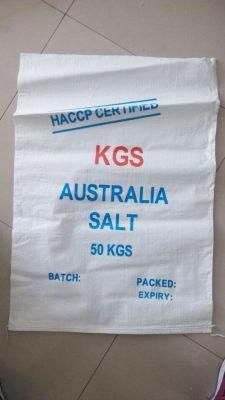 HACCP CERTIFIED
KGS
AUSTRALIA
SALT
50 KGS
BATCH: PACKED:
EXPIRY: